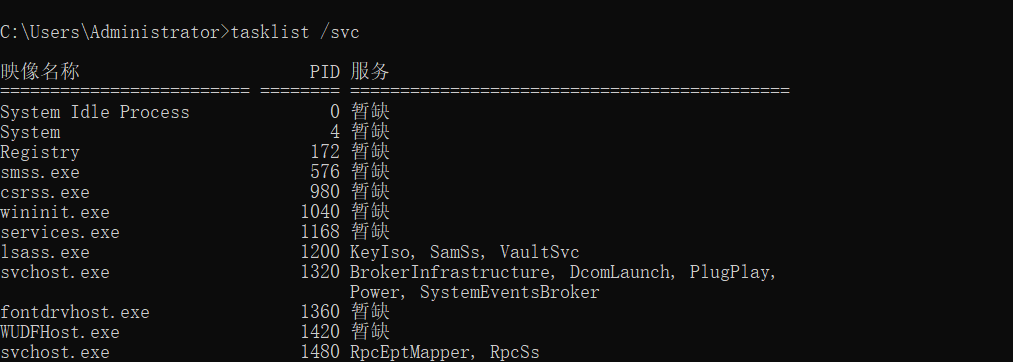 C:\Users\Administrator>tasklist /svc
映像名称                       PID 服务
========================= ======== ============================================
System Idle Process              0 暂缺
System                           4 暂缺
Registry                       172 暂缺
smss.exe                       576 暂缺
csrss.exe                      980 暂缺
wininit.exe                   1040 暂缺
services.exe                  1168 暂缺
lsass.exe                     1200 KeyIso, SamSs, VaultSvc
svchost.exe                   1320 BrokerInfrastructure, DcomLaunch, PlugPlay,
                                   Power, SystemEventsBroker
fontdrvhost.exe               1360 暂缺
WUDFHost.exe                  1420 暂缺
svchost.exe                   1480 RpcEptMapper, RpcSs